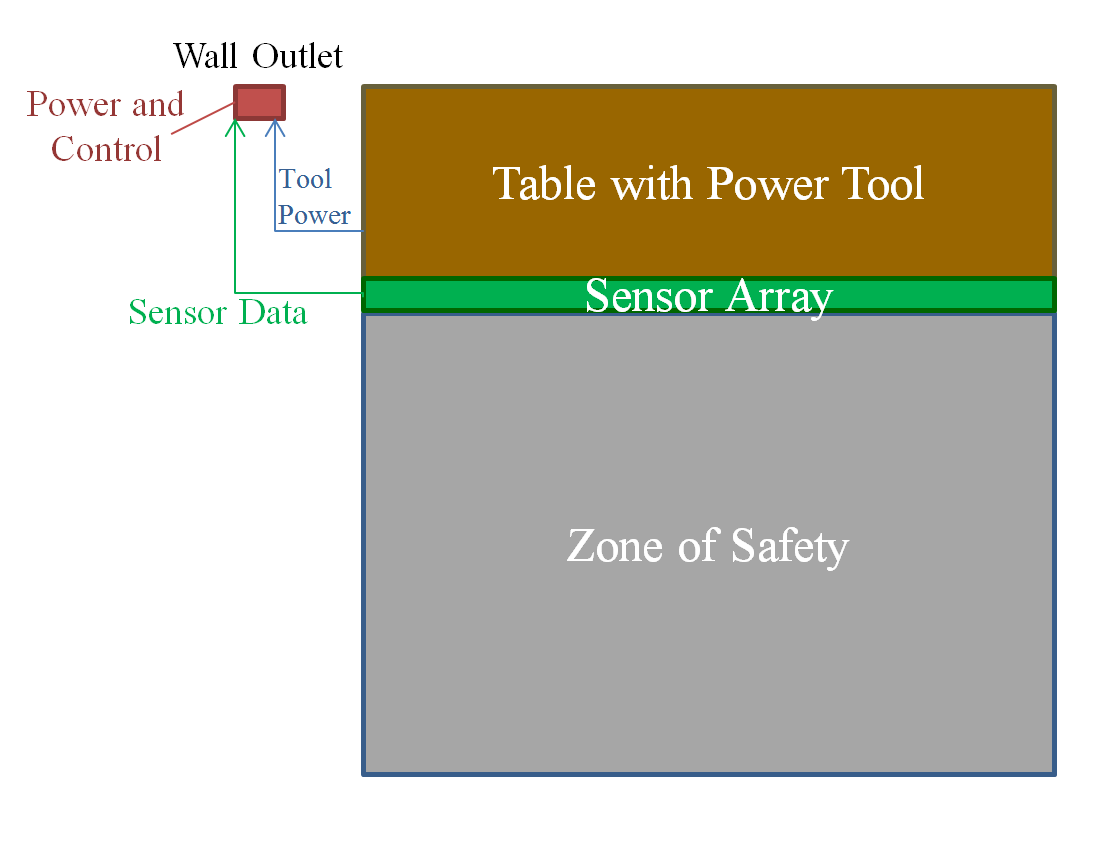 Wall Outlet
Power and
Control
Table with Power Tool
Tool
Power
Sensor Array
Sensor Data
Zone of Safety